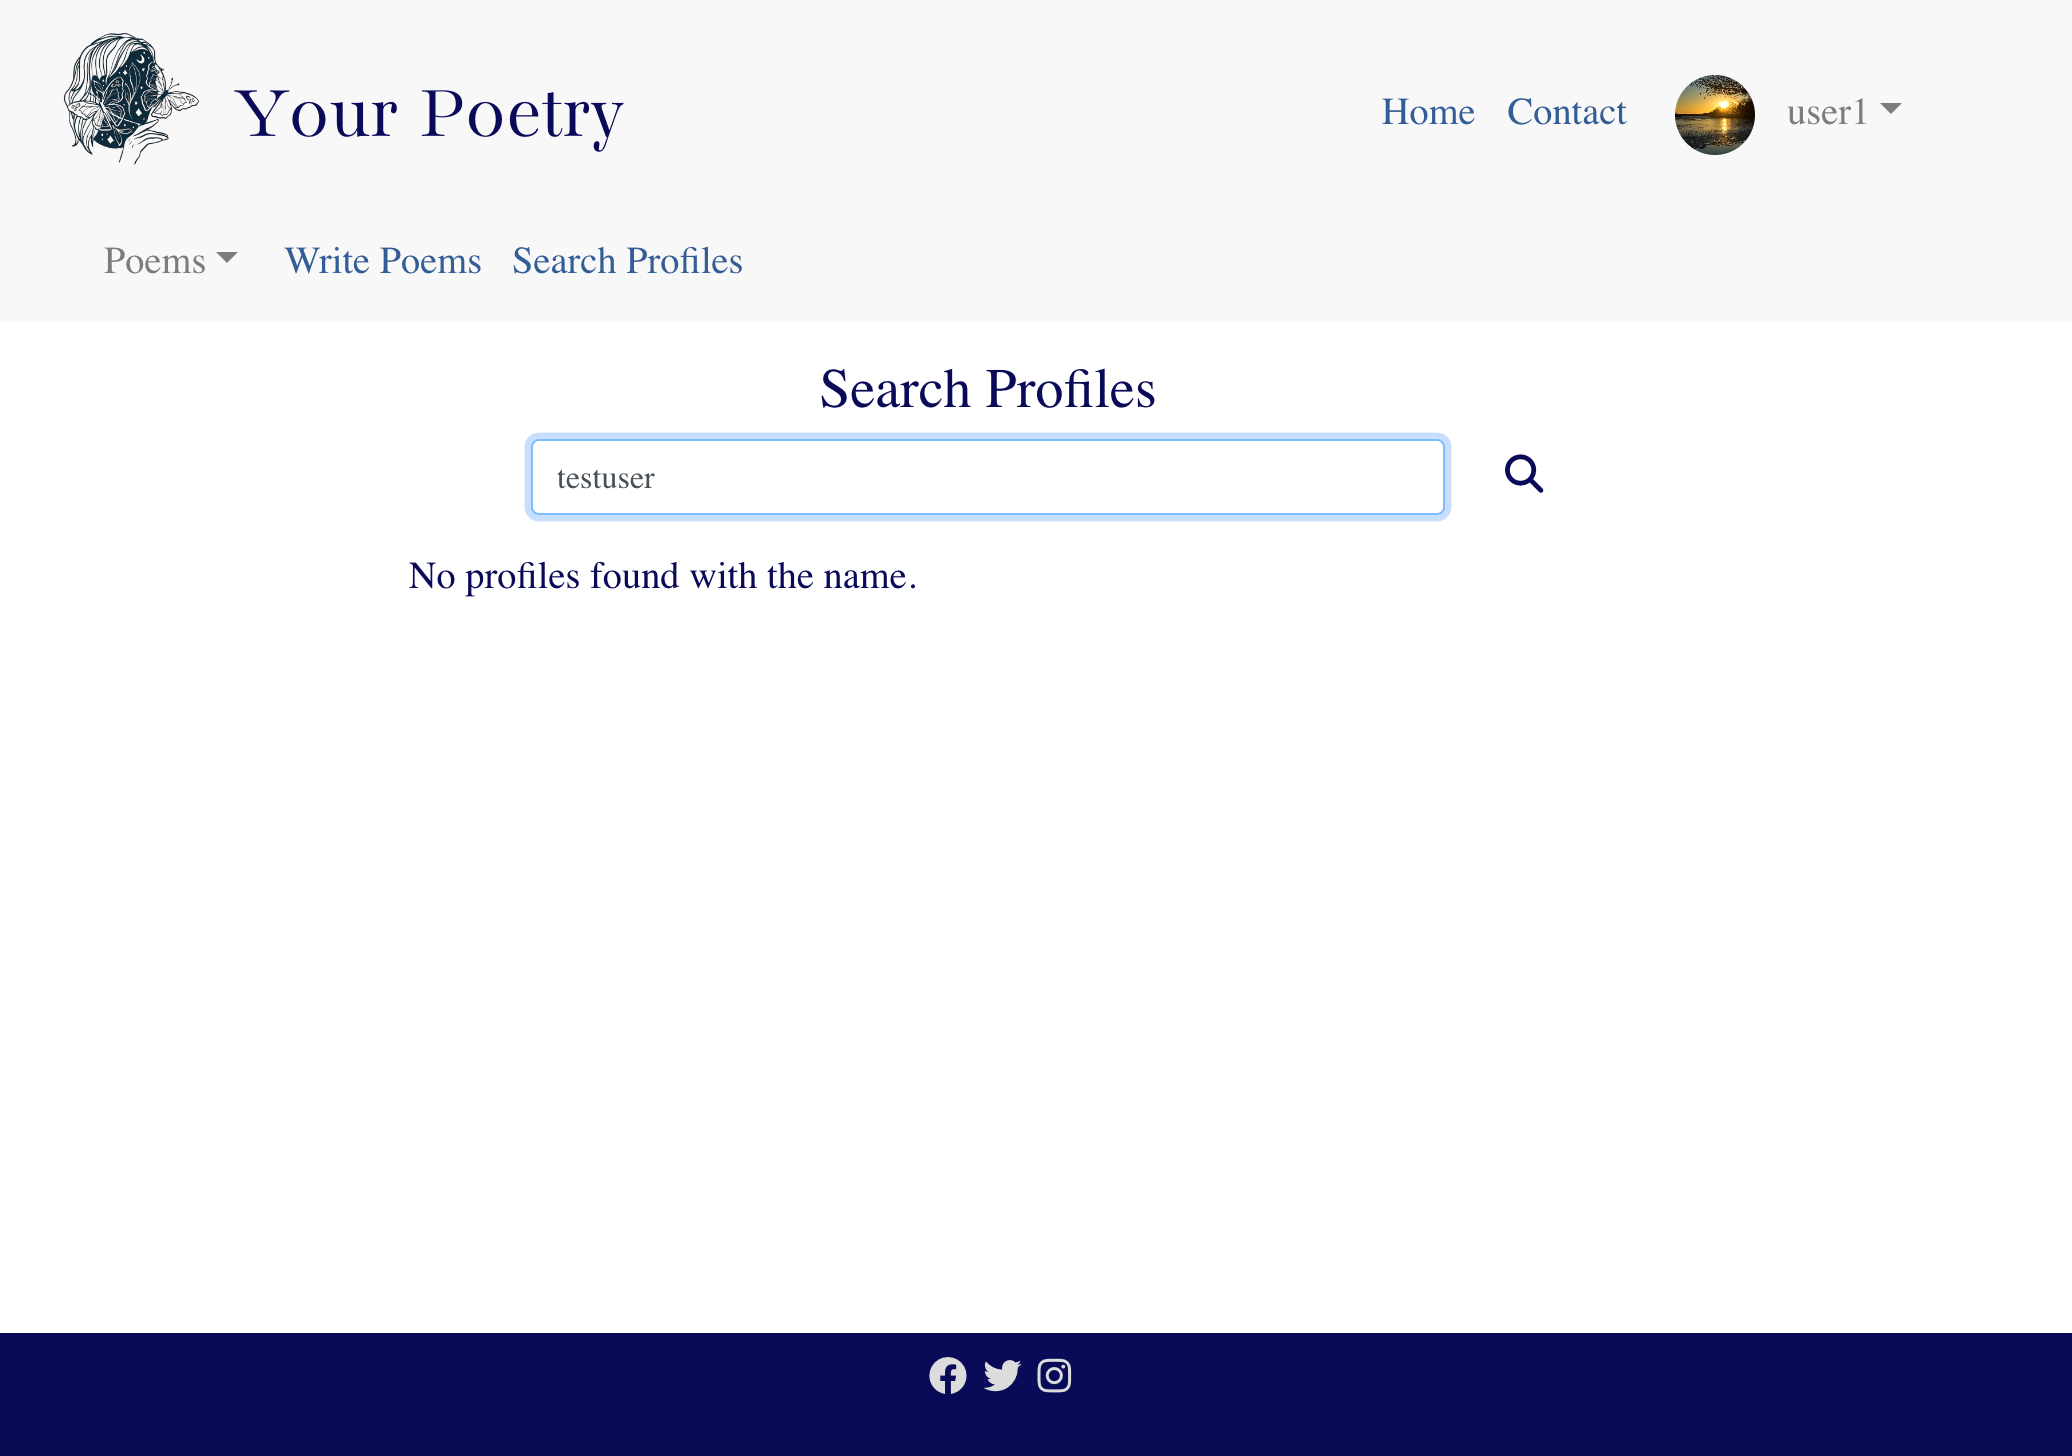 Your Poetry
Home Contact user1
Poems Write Poems Search Profiles
Search Profiles
testuser
No profiles found with the name.